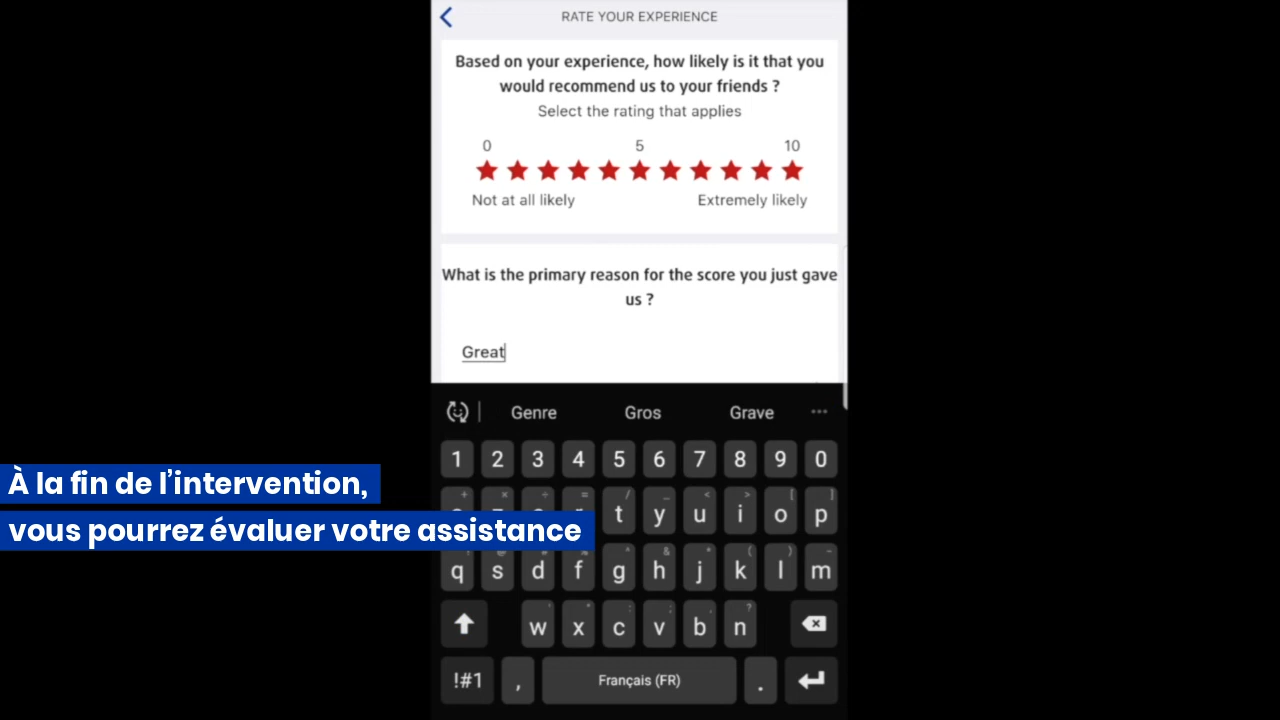 RATE YOUR EXPERIENCE
Based on your experience, how likely is it that you
would recommend us to your friends ?
Select the rating that applies
0 5 10
Not at all likely Extremely likely
What is the primary reason for the score you just gave
us ?
Great
Genre Gros Grave
1 2 3 4 5 6 7 8 9 0
t y u i o p
q s d f g h j k l m
w x c v b n
!#1 , Français (FR) .
À la fin de l'intervention,
vous pourrez évaluer votre assistance